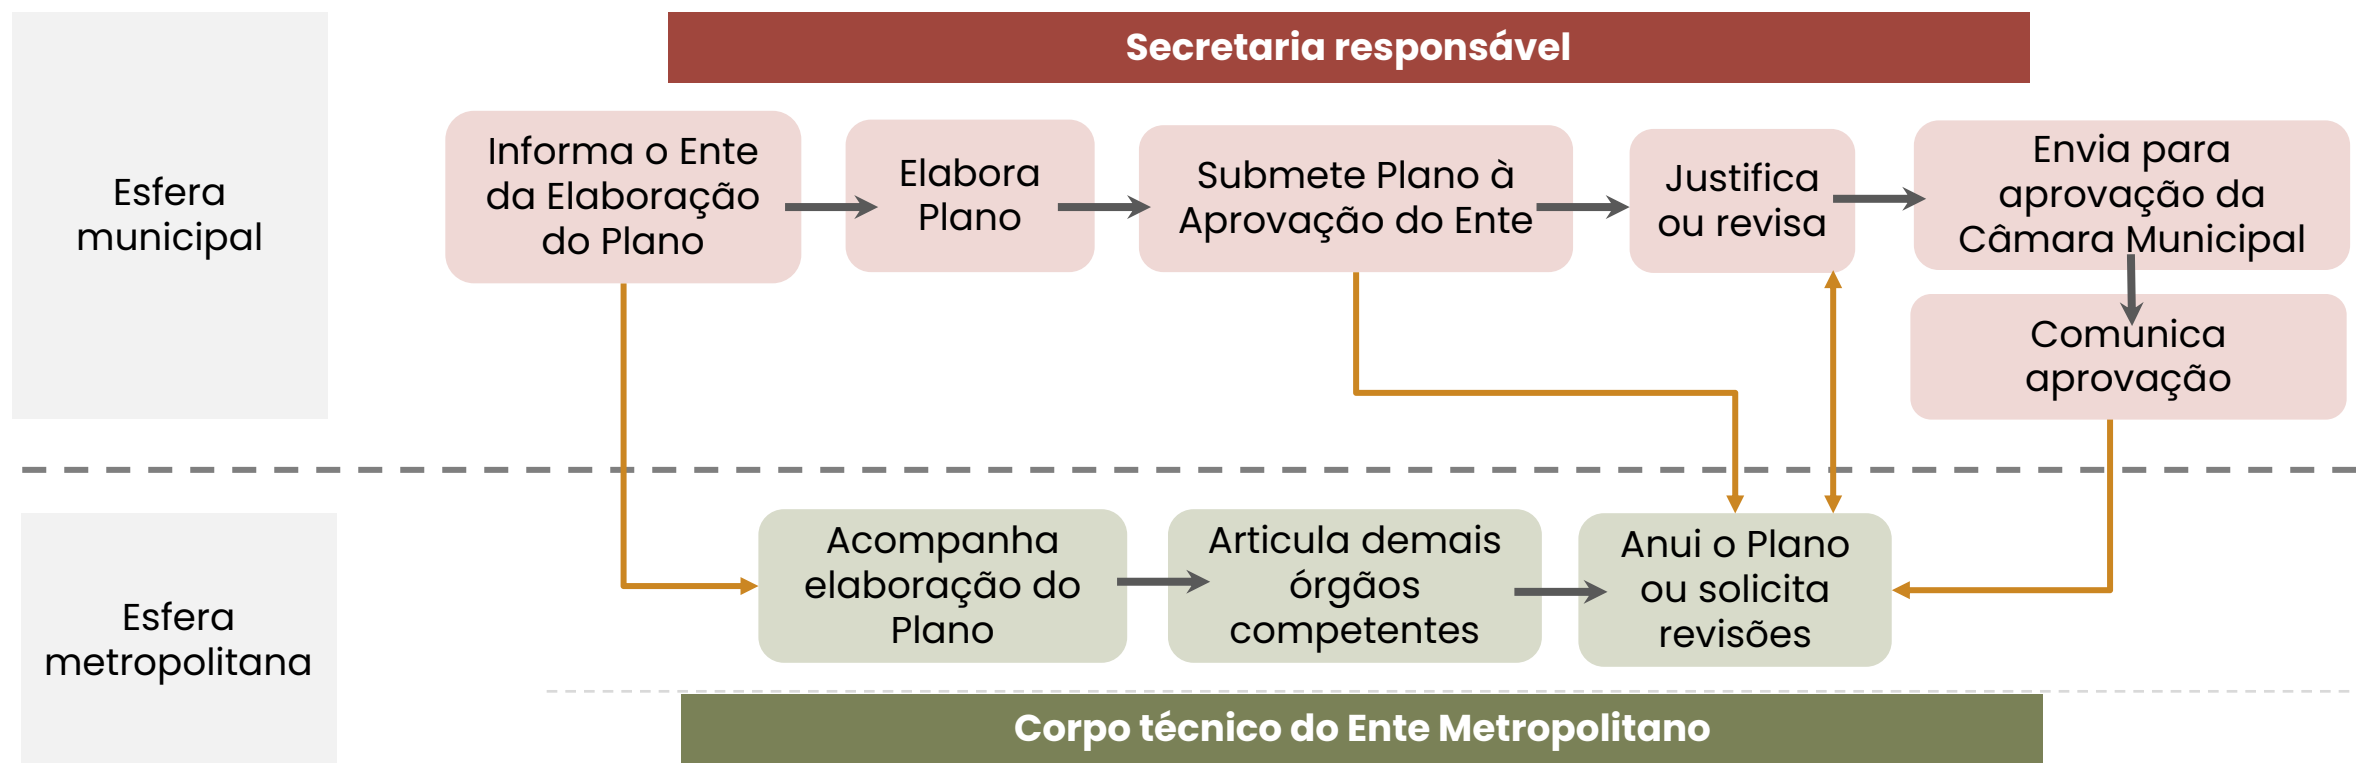 Secretaria responsável
Esfera
municipal
Informa o Ente
da Elaboração
do Plano
Elabora
Plano
Submete Plano à
Aprovação do Ente
Justifica
ou revisa
Envia para
aprovação da
Câmara Municipal
Comunica
aprovação
Esfera
metropolitana
Acompanha
elaboração do
Plano
Articula demais
órgãos
competentes
Anui o Plano
ou solicita
revisões
Corpo técnico do Ente Metropolitano